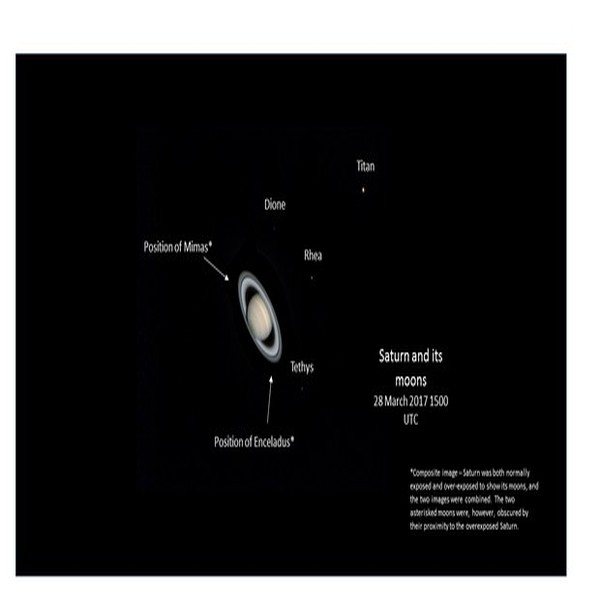 Titan
Dione
Position of Mimas*
Rhea
Saturn and its
moons
28 March 2017 1500
UTC
Tethys
Position of Enceladus*
*Composite image – Saturn was both normally
exposed and over-exposed to show its moons, and
the two images were combined. The two
asterisked moons were, however, obscured by
their proximity to the overexposed Saturn.